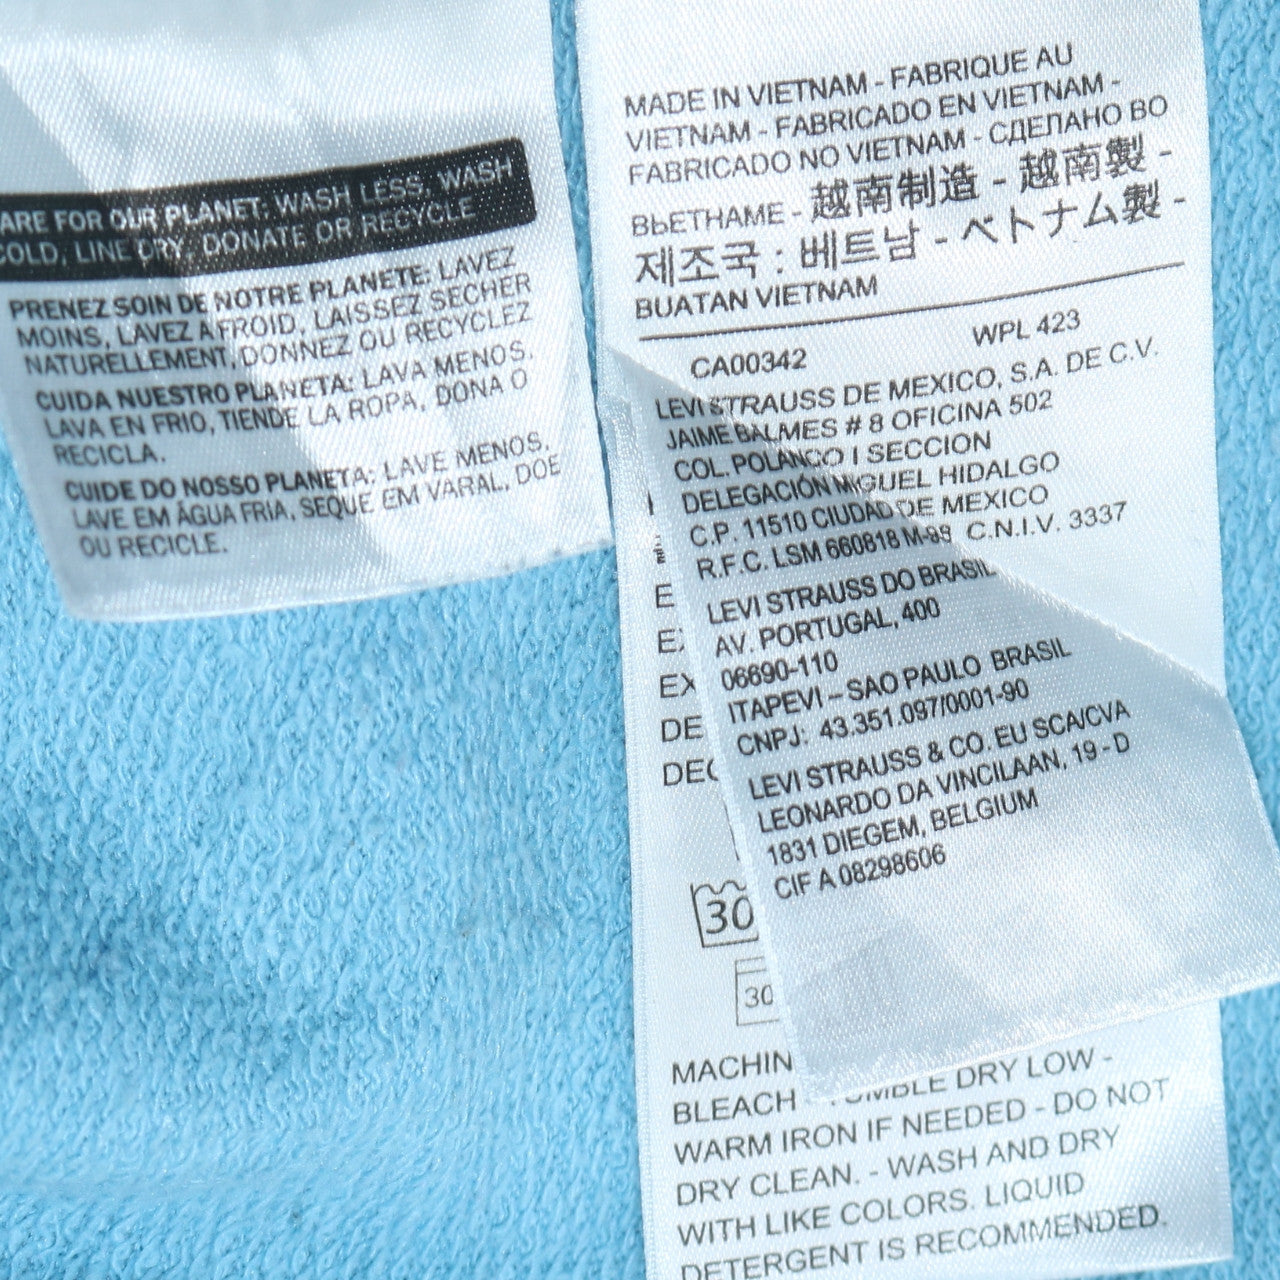 ARE FOR OUR PLANET: WASH LESS, WASH
COLD, LINE DRY, DONATE OR RECYCLE
PRENEZ SOIN DE NOTRE PLANETE: LAVEZ
MOINS, LAVEZ A FROID, LAISSEZ SECHER
NATURELLEMENT, DONNEZ OU RECYCLEZ
CUIDA NUESTRO PLANETA: LAVA MENOS.
LAVA EN FRIO, TIENDE LA ROPA, DONA O
RECICLA.
CUIDE DO NOSSO PLANETA: LAVE MENOS.
LAVE EM ÁGUA FRIA, SEQUE EM VARAL, DOE
OU RECICLE.
MADE IN VIETNAM - FABRIQUE AU
VIETNAM - FABRICADO EN VIETNAM -
FABRICADO NO VIETNAM - СДЕЛАНО ВО
ВЬЕТНАМЕ - 越南制造 - 越南製 -
제조국 : 베트남 - ベトナム製 -
BUATAN VIETNAM
CA00342 WPL 423
LEVI STRAUSS DE MEXICO, S.A. DE C.V.
JAIME BALMES # 8 OFICINA 502
COL. POLANCO I SECCION
DELEGACIÓN MIGUEL HIDALGO
C.P. 11510 CIUDAD DE MEXICO
R.F.C. LSM 660818 M-98 C.N.I.V. 3337
LEVI STRAUSS DO BRASIL
AV. PORTUGAL, 400
06690-110
ITAPEVI – SAO PAULO BRASIL
CNPJ: 43.351.097/0001-90
LEVI STRAUSS & CO. EU SCA/CVA
LEONARDO DA VINCILAAN, 19 - D
1831 DIEGEM, BELGIUM
CIF A 08298606
E
EX
DE
DEC
30
30
MACHIN
BLEACH - TUMBLE DRY LOW -
WARM IRON IF NEEDED - DO NOT
DRY CLEAN. - WASH AND DRY
WITH LIKE COLORS. LIQUID
DETERGENT IS RECOMMENDED.